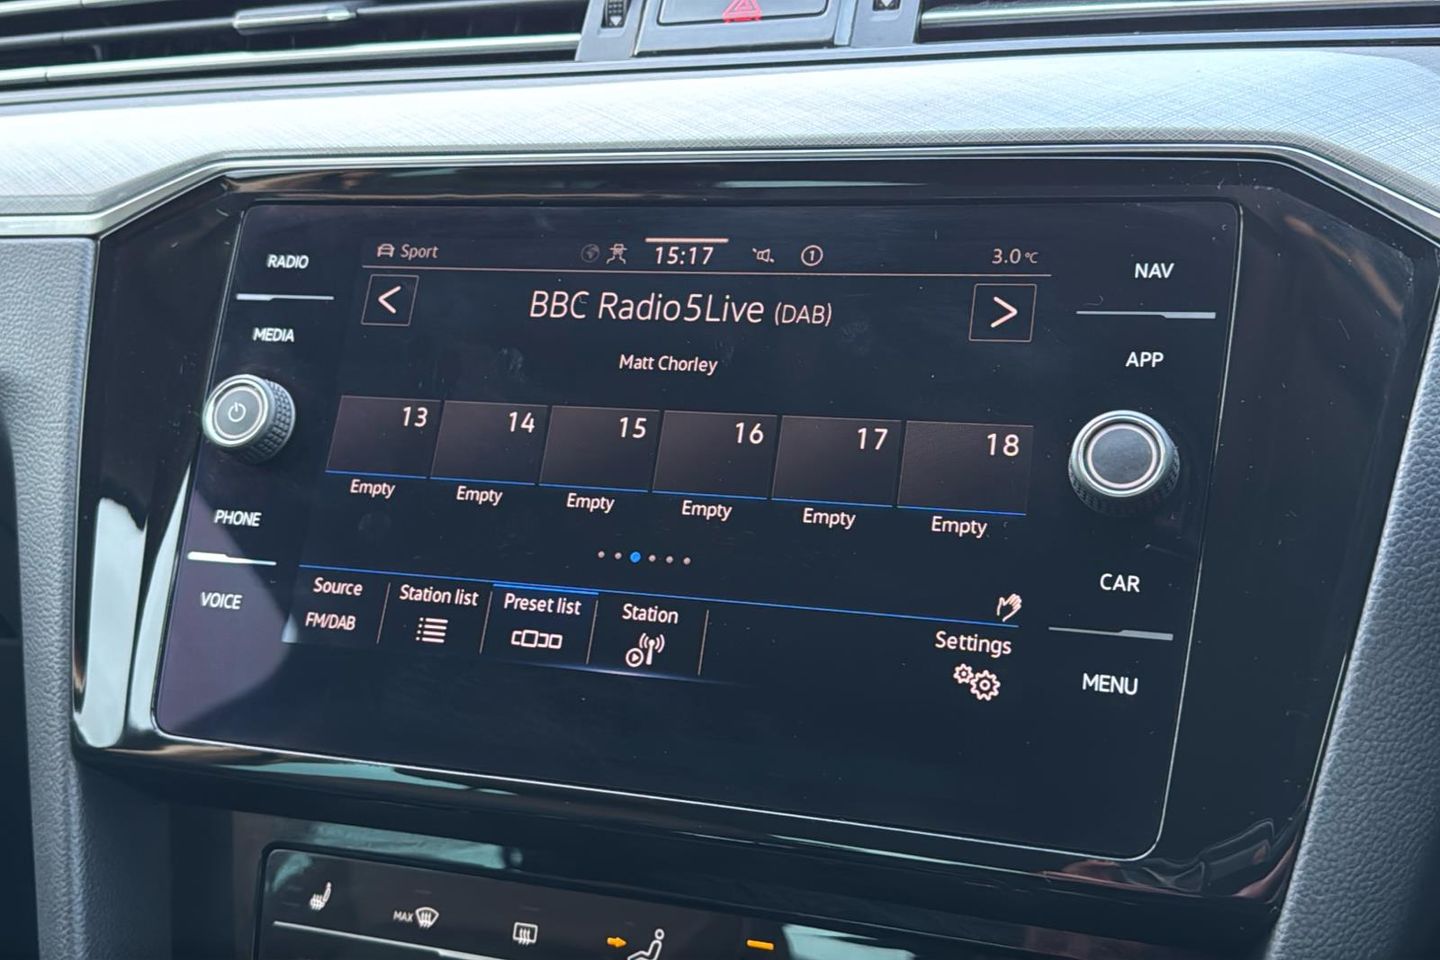 RADIO
MEDIA
PHONE
VOICE
Sport
15:17
1
3.0 °C
BBC Radio5Live (DAB)
Matt Chorley
13 14 15 16 17 18
Empty Empty Empty Empty Empty Empty
Source
FM/DAB
Station list
Preset list
Station
Settings
NAV
APP
CAR
MENU
MAX